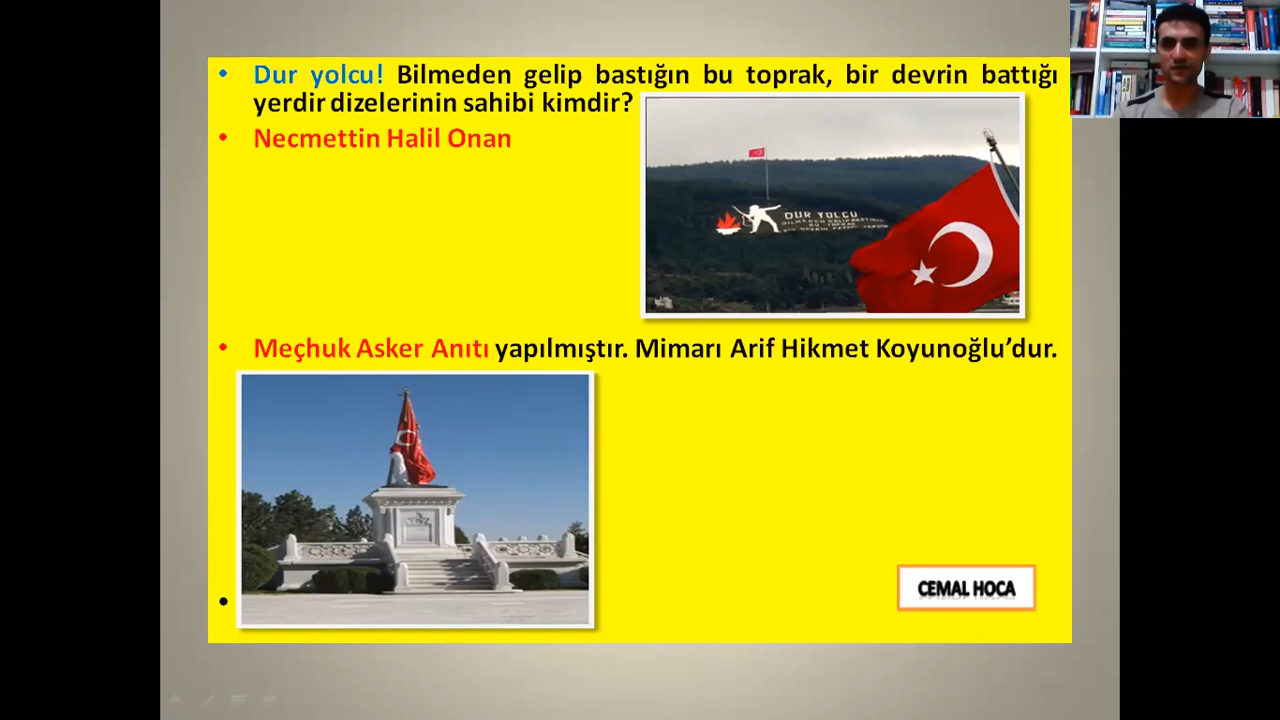 Dur yolcu! Bilmeden gelip bastığın bu toprak, bir devrin battığı
yerdir dizelerinin sahibi kimdir?
Necmettin Halil Onan
DUR YOLCU
Meçhuk Asker Anıtı yapılmıştır. Mimarı Arif Hikmet Koyunoğlu’dur.
CEMAL HOCA